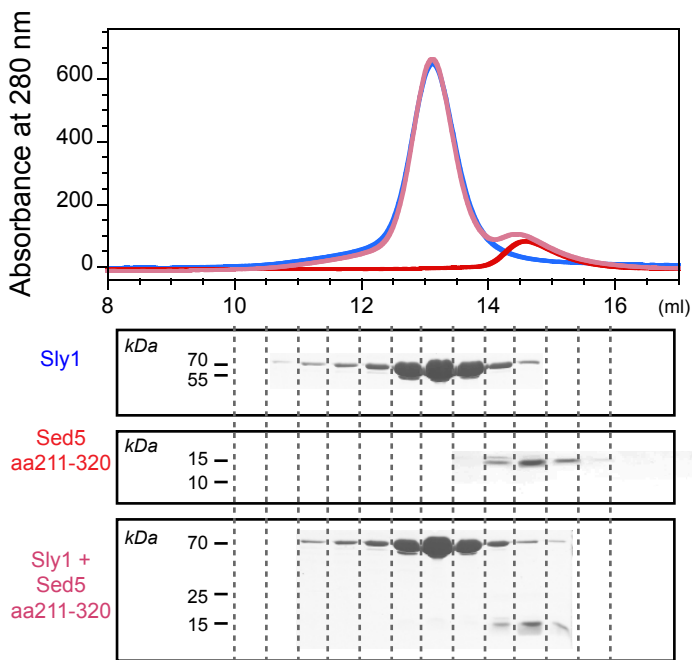 Absorbance at 280 nm
600
400
200
0
8
10
12
14
16
(ml)
Sly1
kDa
70
55
Sed5
aa211-320
kDa
15
10
Sly1 +
Sed5
aa211-320
kDa
70
25
15